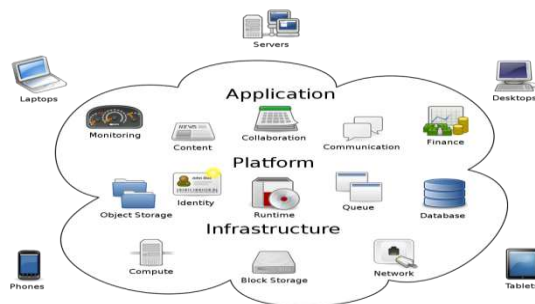 Servers
Laptops
Desktops
Application
NEWS
Monitoring
Content
Collaboration
Communication
Finance
Platform
Object Storage
Identity
Runtime
Queue
Database
Infrastructure
Compute
Block Storage
Network
Phones
Tablets